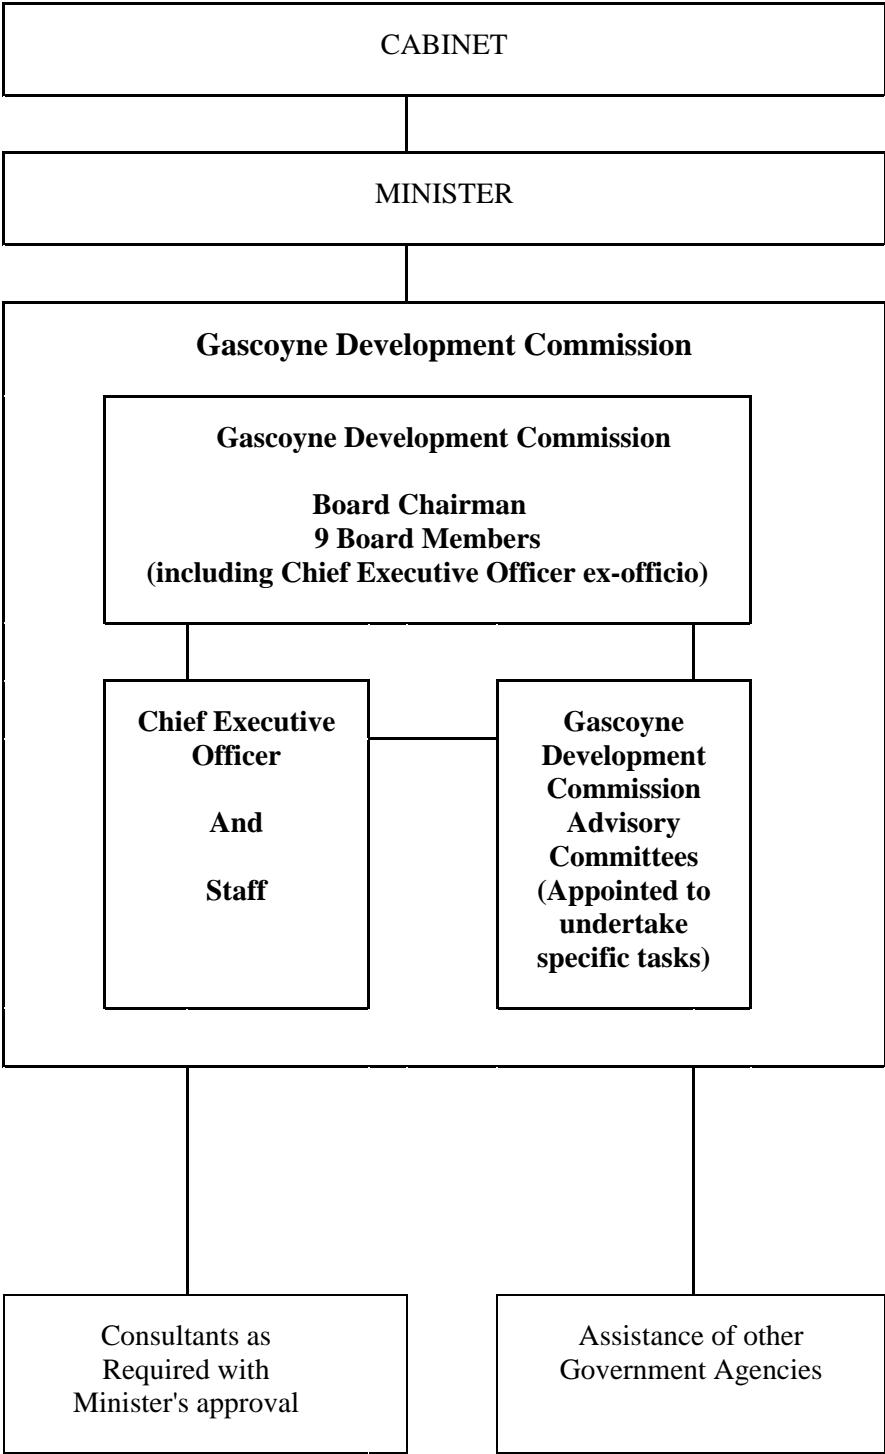 CABINET
MINISTER
Gascoyne Development Commission
Gascoyne Development Commission
Board Chairman
9 Board Members
(including Chief Executive Officer ex-officio)
Chief Executive
Officer
And
Staff
Gascoyne
Development
Commission
Advisory
Committees
(Appointed to
undertake
specific tasks)
Consultants as
Required with
Minister's approval
Assistance of other
Government Agencies